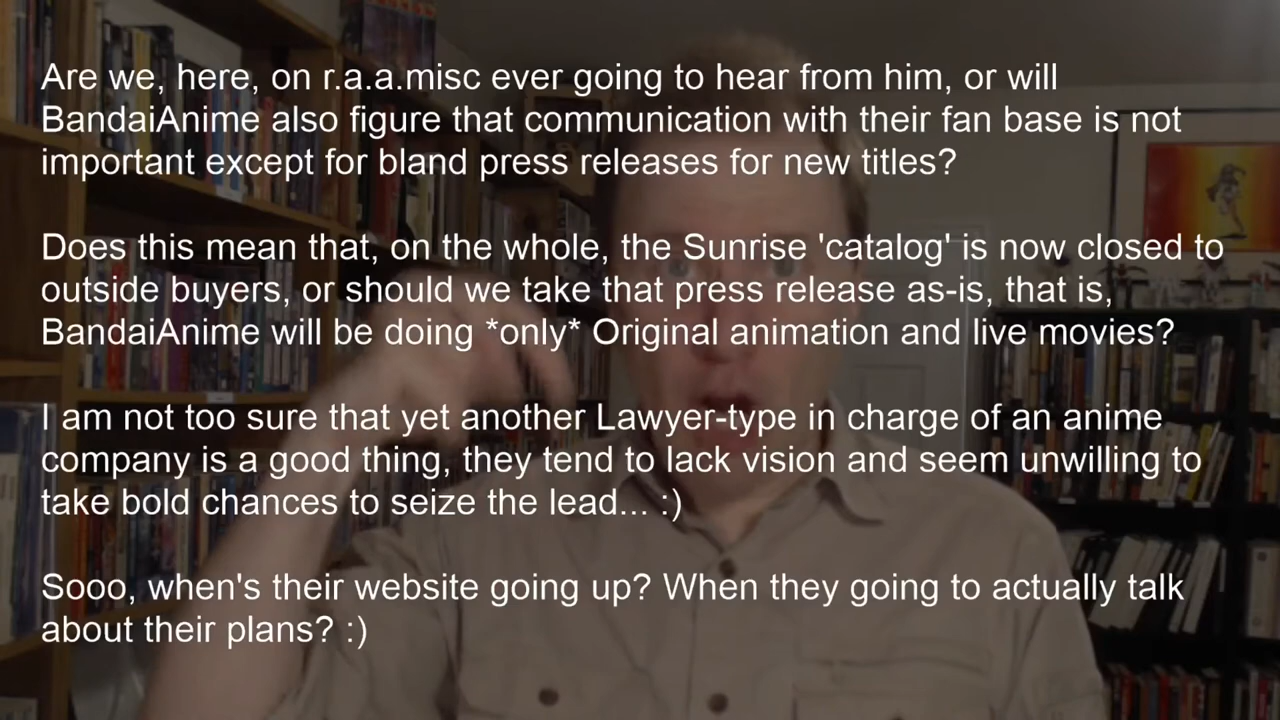 Are we, here, on r.a.a.misc ever going to hear from him, or will
BandaiAnime also figure that communication with their fan base is not
important except for bland press releases for new titles?
Does this mean that, on the whole, the Sunrise 'catalog' is now closed to
outside buyers, or should we take that press release as-is, that is,
BandaiAnime will be doing *only* Original animation and live movies?
I am not too sure that yet another Lawyer-type in charge of an anime
company is a good thing, they tend to lack vision and seem unwilling to
take bold chances to seize the lead... :)
Sooo, when's their website going up? When they going to actually talk
about their plans? :)